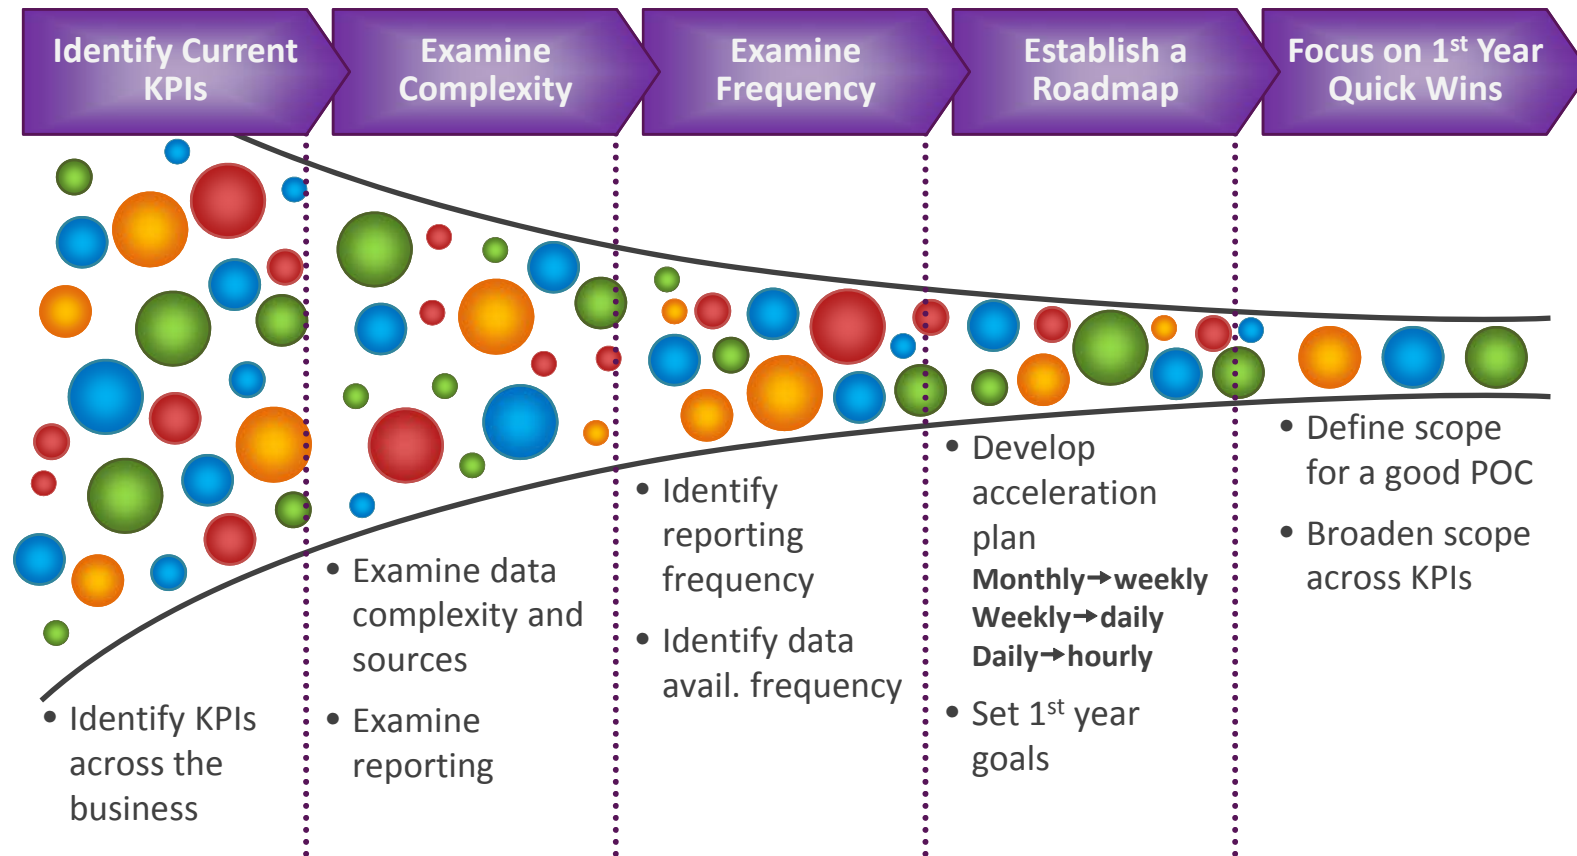 Identify Current
KPIs
Examine
Complexity
Examine
Frequency
Establish a
Roadmap
Focus on 1st Year
Quick Wins
• Identify KPIs
across the
business
• Examine data
complexity and
sources
• Examine
reporting
• Identify
reporting
frequency
• Identify data
avail. frequency
• Develop
acceleration
plan
Monthly→weekly
Weekly→daily
Daily→hourly
• Set 1st year
goals
• Define scope
for a good POC
• Broaden scope
across KPIs